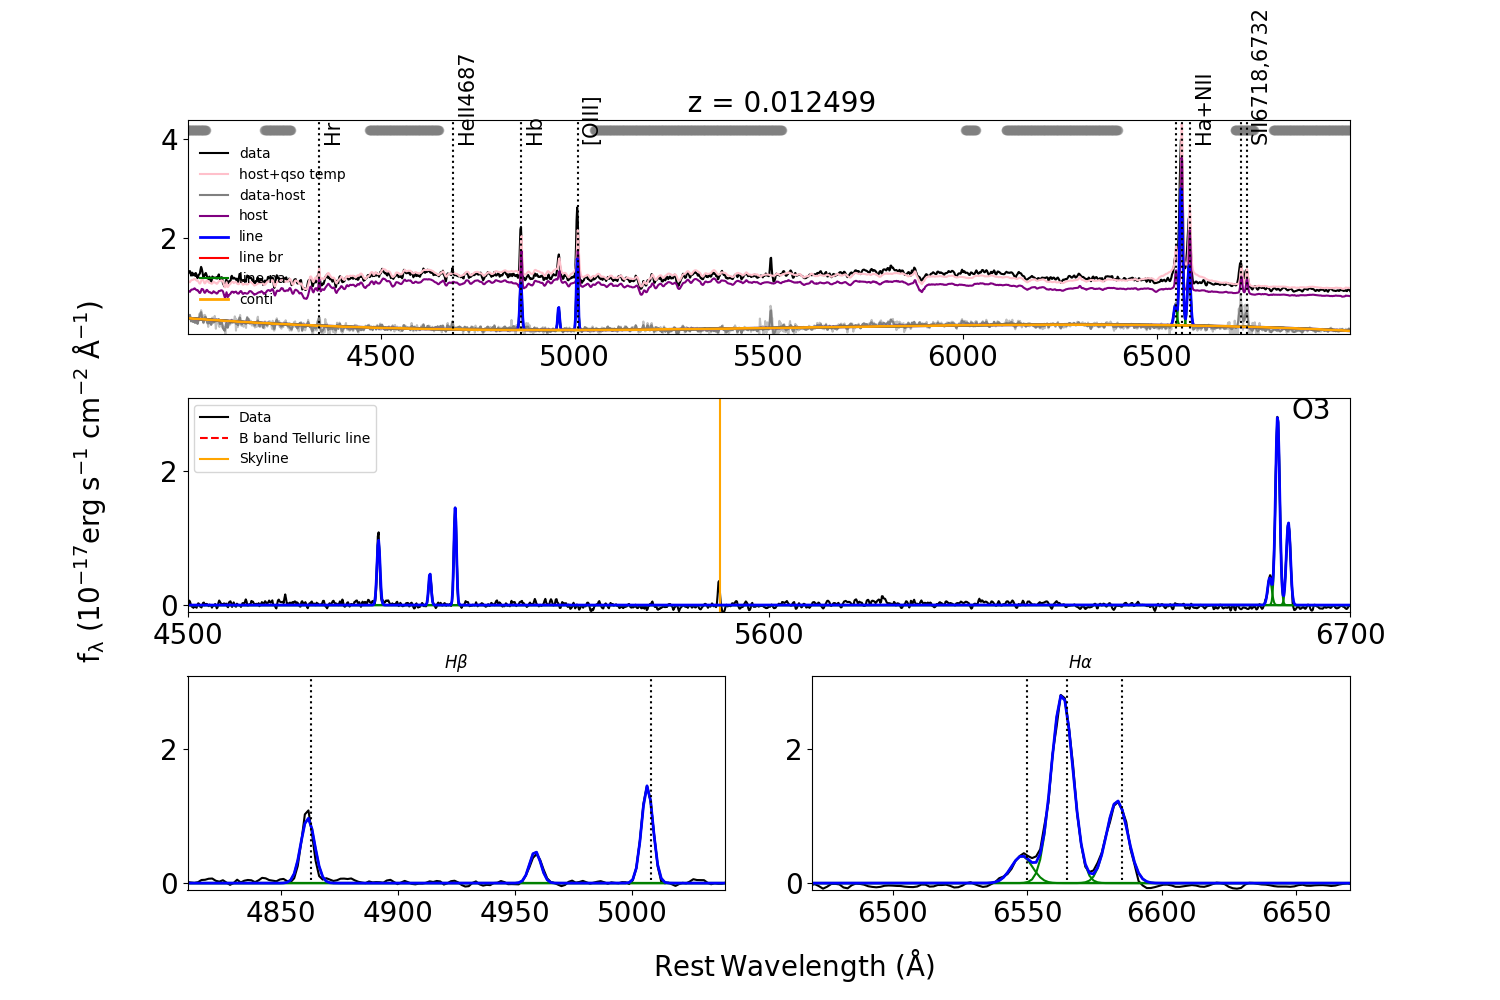 z = 0.012499
Hr
HeII4687
Hb
[OIII]
Ha+NII
SII6718,6732
4
2
data
host+qso temp
data-host
host
line
line br
conti
4500 5000 5500 6000 6500
fλ (10⁻¹⁷erg s⁻¹ cm⁻² Å⁻¹)
O3
Data
B band Telluric line
Skyline
2
0
4500 5600 6700
Hβ
2
0
4850 4900 4950 5000
Hα
2
0
6500 6550 6600 6650
Rest Wavelength (Å)